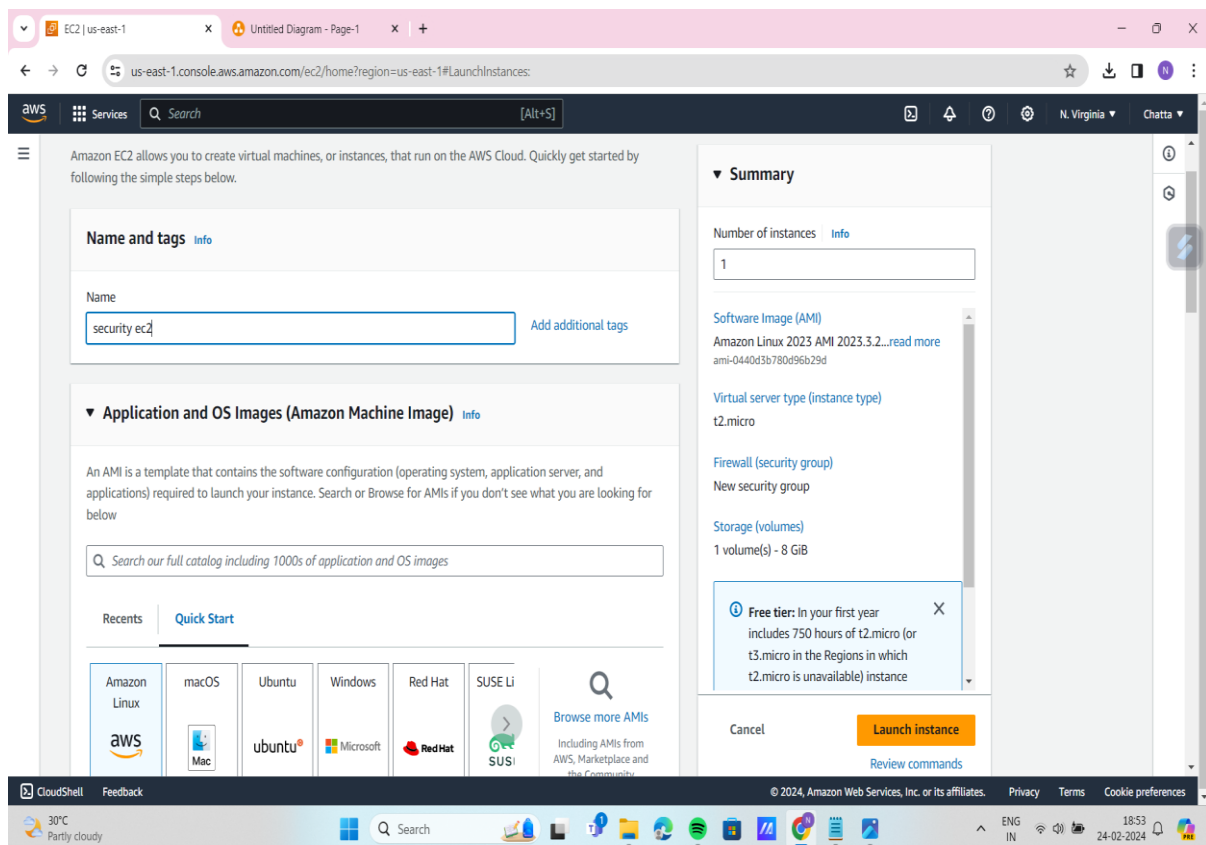 EC2 | us-east-1
Untitled Diagram - Page-1
us-east-1.console.aws.amazon.com/ec2/home?region=us-east-1#LaunchInstances:
N
aws
Services
Search
[Alt+S]
N. Virginia
Chatta
Amazon EC2 allows you to create virtual machines, or instances, that run on the AWS Cloud. Quickly get started by
following the simple steps below.
Name and tags Info
Name
security ec2
Add additional tags
Application and OS Images (Amazon Machine Image) Info
An AMI is a template that contains the software configuration (operating system, application server, and
applications) required to launch your instance. Search or Browse for AMIs if you don't see what you are looking for
below
Search our full catalog including 1000s of application and OS images
Recents
Quick Start
Amazon
Linux
aws
macOS
Mac
Ubuntu
ubuntu
Windows
Microsoft
Red Hat
Red Hat
SUSE Li
SUS
Browse more AMIs
Including AMIs from
AWS, Marketplace and
the Community
Summary
Number of instances Info
1
Software Image (AMI)
Amazon Linux 2023 AMI 2023.3.2...read more
ami-0440d3b780d96b29d
Virtual server type (instance type)
t2.micro
Firewall (security group)
New security group
Storage (volumes)
1 volume(s) - 8 GiB
Free tier: In your first year
includes 750 hours of t2.micro (or
t3.micro in the Regions in which
t2.micro is unavailable) instance
Cancel
Launch instance
Review commands
CloudShell
Feedback
© 2024, Amazon Web Services, Inc. or its affiliates.
Privacy
Terms
Cookie preferences
30°C
Partly cloudy
Search
ENG
IN
18:53
24-02-2024